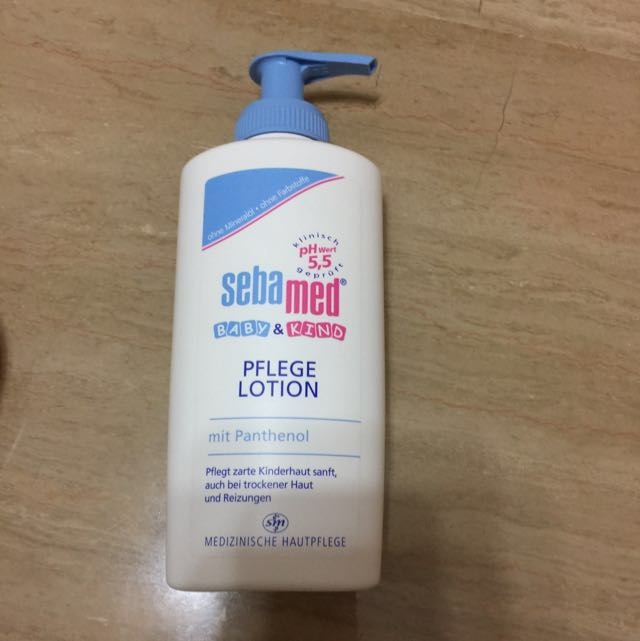 ohne Mineralöl • ohne Farbstoffe
klinisch
pH Wert
5,5
geprüft
sebamed®
BABY & KIND
PFLEGE
LOTION
mit Panthenol
Pflegt zarte Kinderhaut sanft,
auch bei trockener Haut
und Reizungen
sm
MEDIZINISCHE HAUTPFLEGE